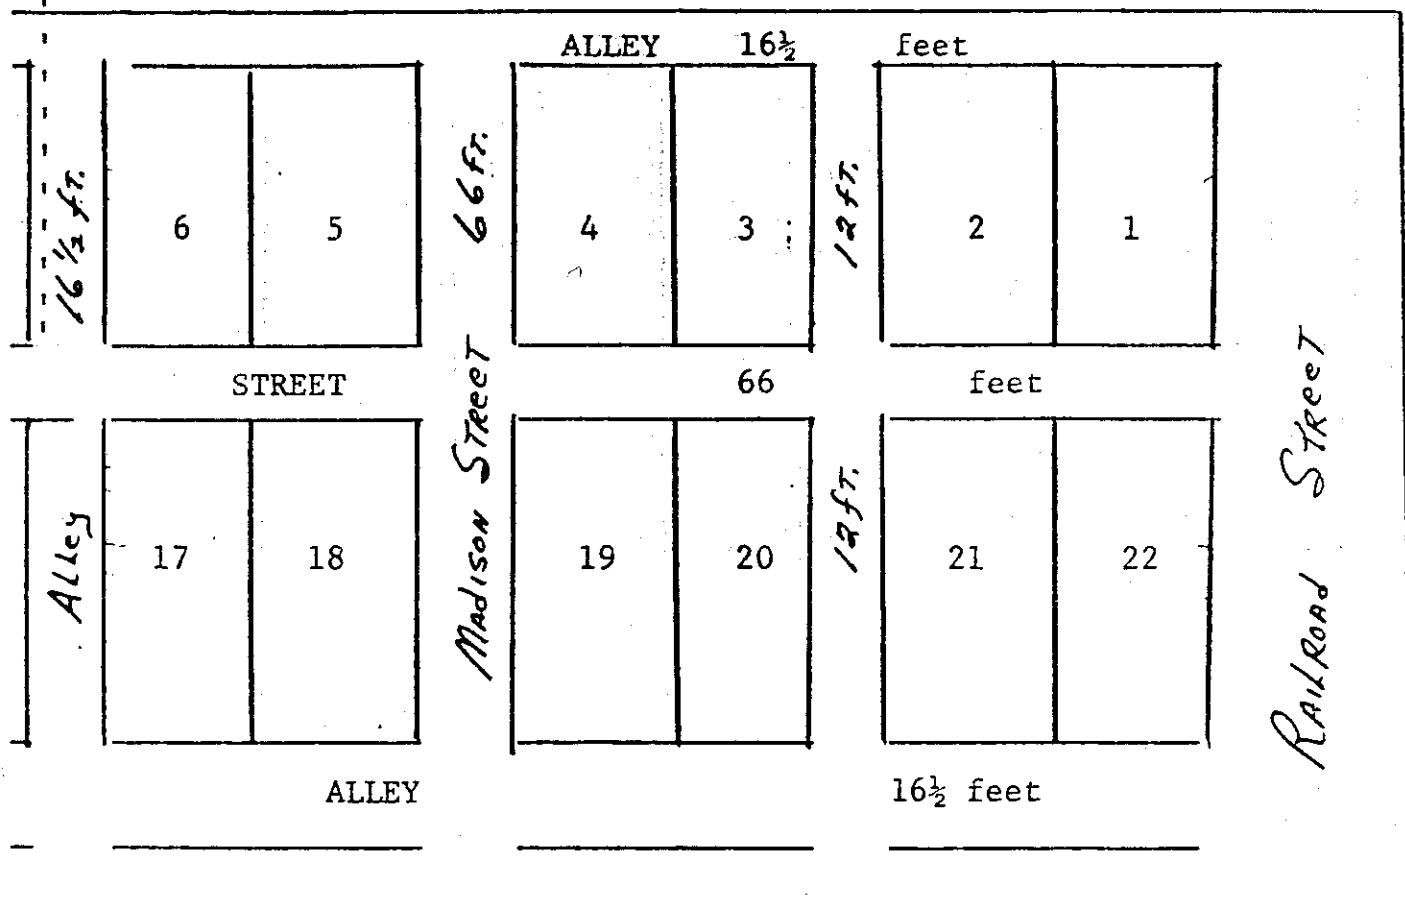 ALLEY 16½ feet
16½ ft.
6 5
66 FT.
4 3
12 FT.
2 1
STREET 66 feet
Alley
17 18
Madison Street
19 20
12 FT.
21 22
Railroad Street
ALLEY 16½ feet